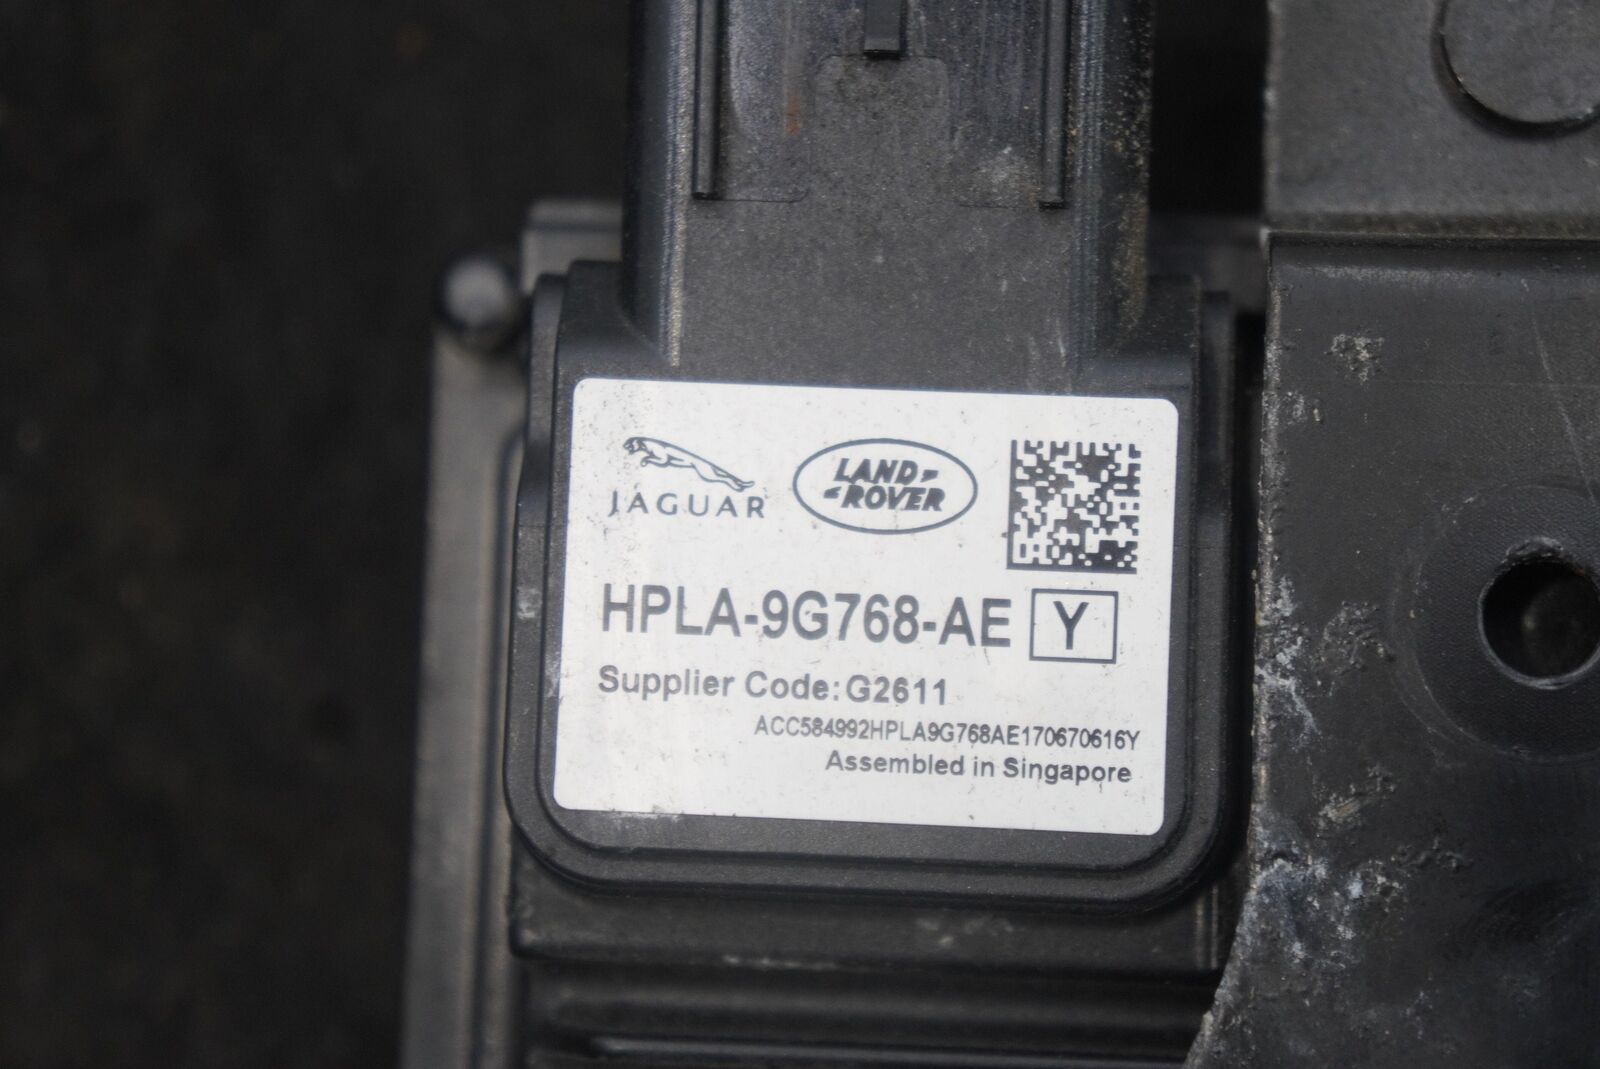 JAGUAR
LAND
ROVER
HPLA-9G768-AE Y
Supplier Code: G2611
ACC584992HPLA9G768AE170670616Y
Assembled in Singapore